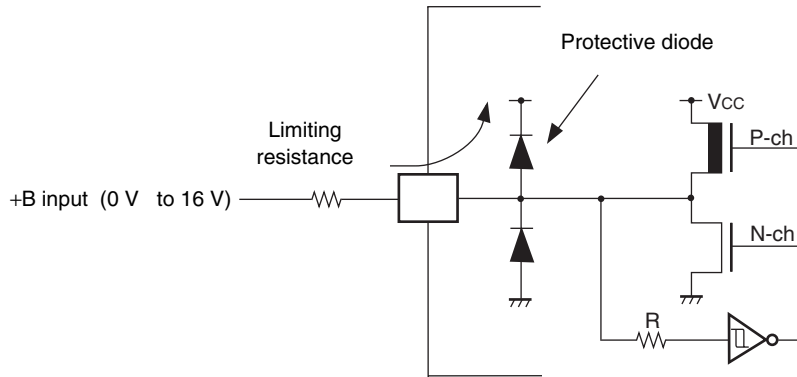 Protective diode
Limiting
resistance
VCC
P-ch
+B input (0 V to 16 V)
N-ch
R